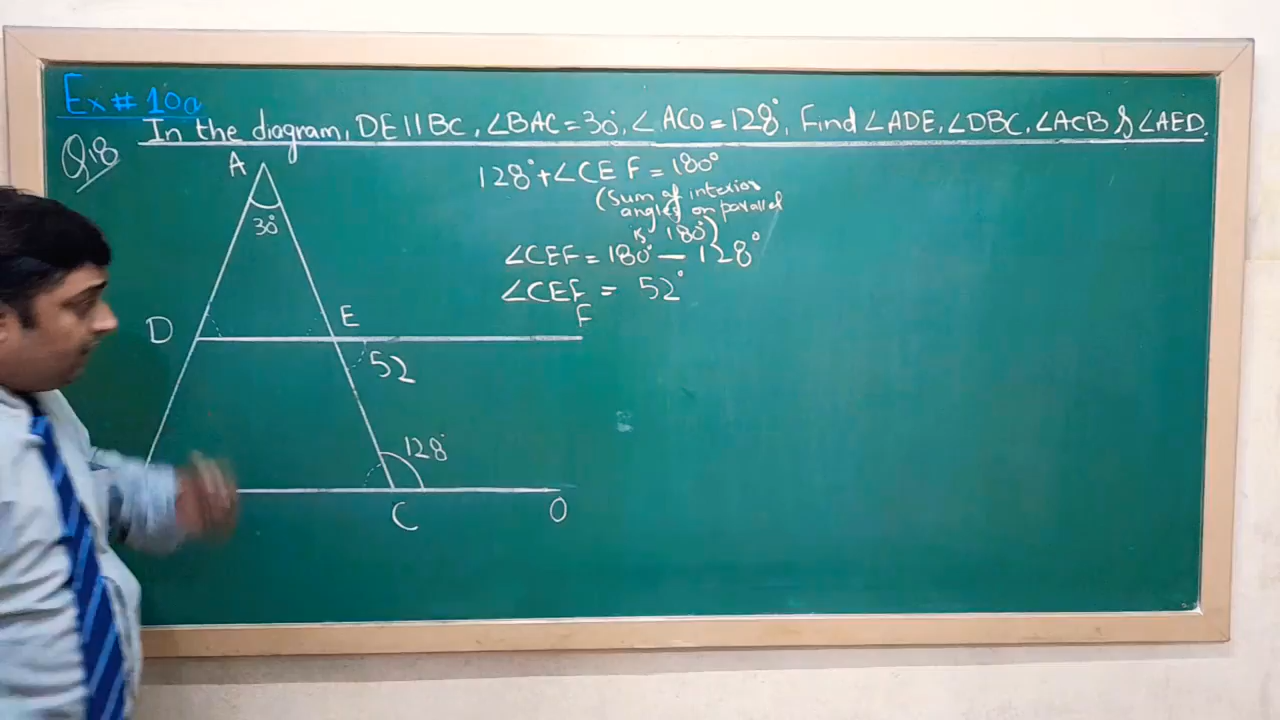 Ex # 10a
In the diagram, DE || BC, ∠BAC = 30°, ∠ ACO = 128°. Find ∠ADE, ∠DBC, ∠ACB & ∠AED.
Q18
A
30°
D
E
F
52
128°
C
O
128° + ∠CEF = 180°
(Sum of interior
angles on parallel
is 180°)
∠CEF = 180° − 128°
∠CEF = 52°